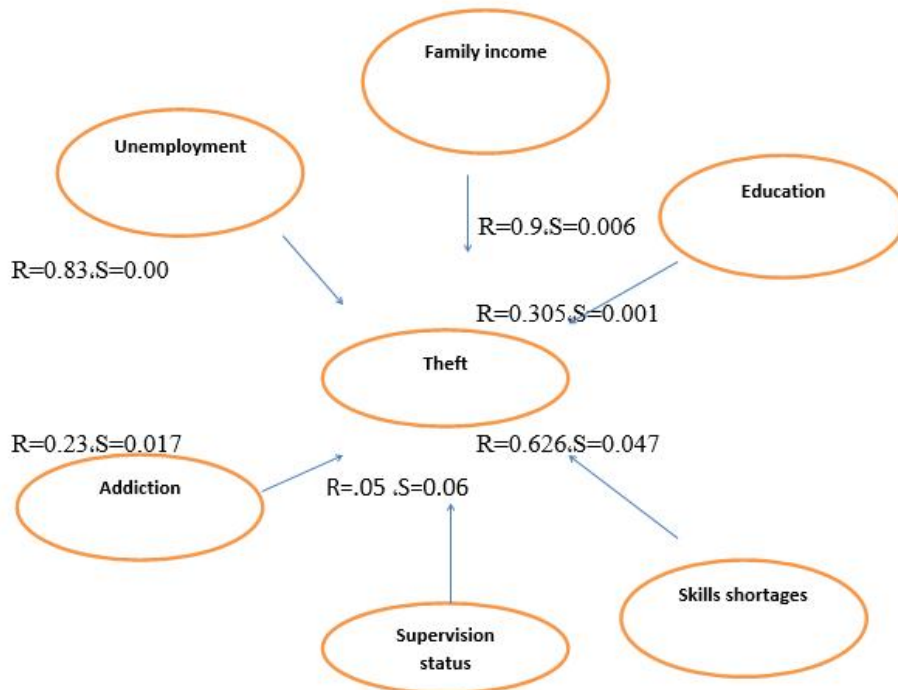 Family income
Unemployment
Education
R=0.9،S=0.006
R=0.83،S=0.00
R=0.305،S=0.001
Theft
R=0.23،S=0.017
R=0.626،S=0.047
Addiction
R=.05 ،S=0.06
Skills shortages
Supervision
status